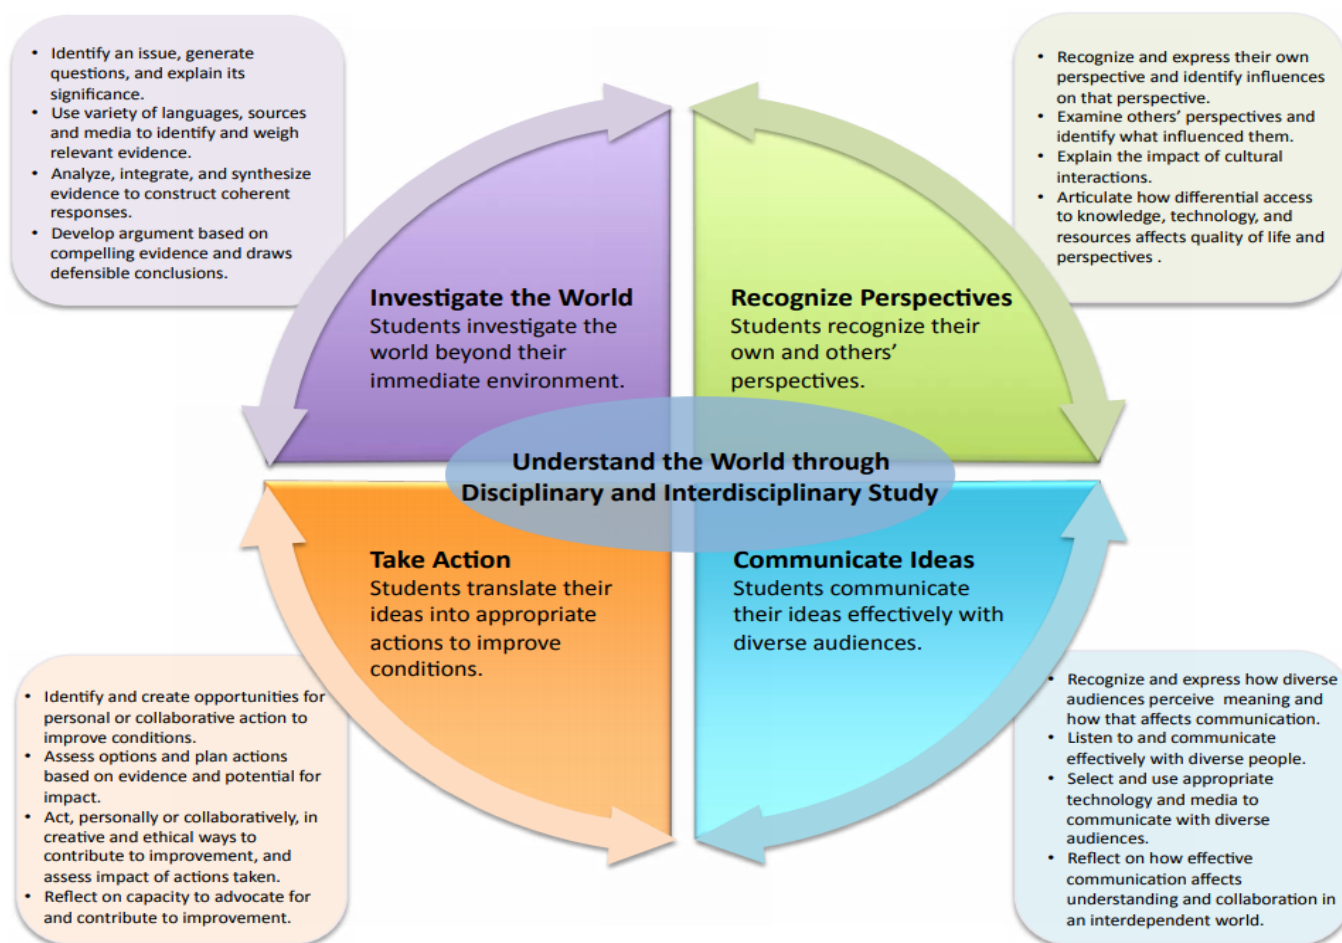 • Identify an issue, generate
questions, and explain its
significance.
• Use variety of languages, sources
and media to identify and weigh
relevant evidence.
• Analyze, integrate, and synthesize
evidence to construct coherent
responses.
• Develop argument based on
compelling evidence and draws
defensible conclusions.
• Recognize and express their own
perspective and identify influences
on that perspective.
• Examine others’ perspectives and
identify what influenced them.
• Explain the impact of cultural
interactions.
• Articulate how differential access
to knowledge, technology, and
resources affects quality of life and
perspectives .
Investigate the World
Students investigate the
world beyond their
immediate environment.
Recognize Perspectives
Students recognize their
own and others’
perspectives.
Understand the World through
Disciplinary and Interdisciplinary Study
Take Action
Students translate their
ideas into appropriate
actions to improve
conditions.
Communicate Ideas
Students communicate
their ideas effectively with
diverse audiences.
• Identify and create opportunities for
personal or collaborative action to
improve conditions.
• Assess options and plan actions
based on evidence and potential for
impact.
• Act, personally or collaboratively, in
creative and ethical ways to
contribute to improvement, and
assess impact of actions taken.
• Reflect on capacity to advocate for
and contribute to improvement.
• Recognize and express how diverse
audiences perceive meaning and
how that affects communication.
• Listen to and communicate
effectively with diverse people.
• Select and use appropriate
technology and media to
communicate with diverse
audiences.
• Reflect on how effective
communication affects
understanding and collaboration in
an interdependent world.